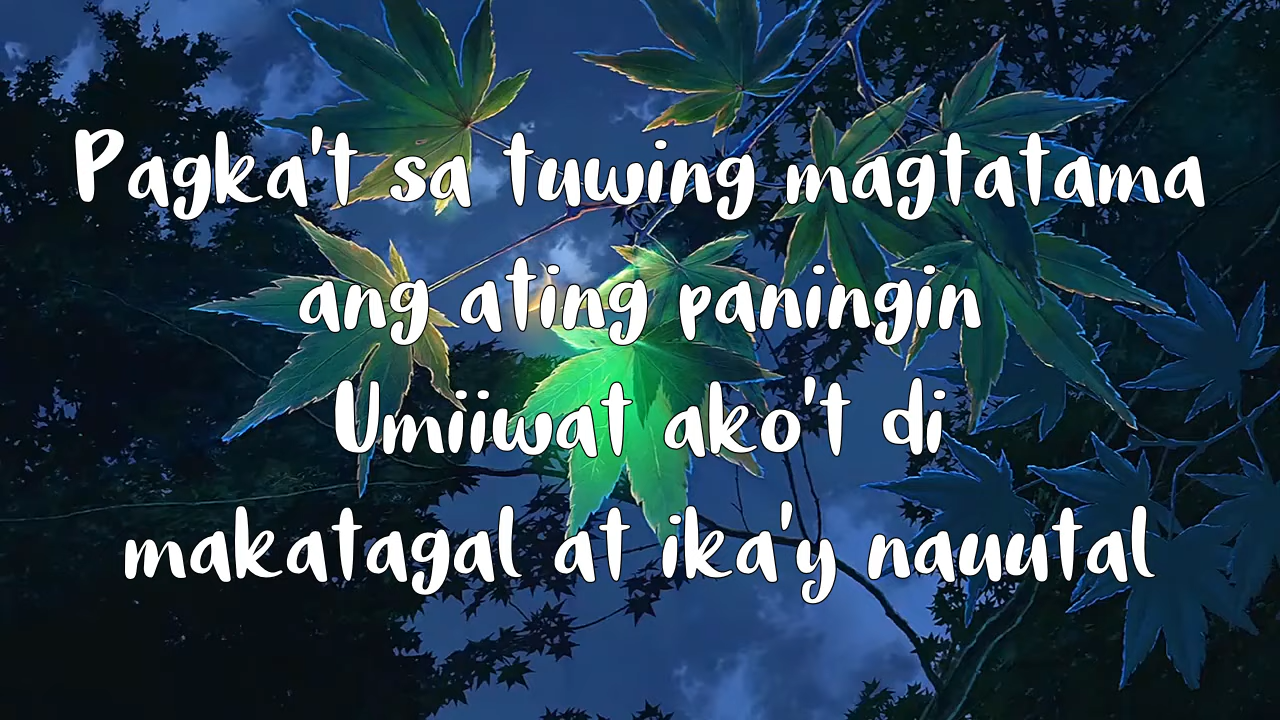 Pagka't sa tuwing magtatama
ang ating paningin
Umiiwat ako't di
makatagal at ika'y nauutal